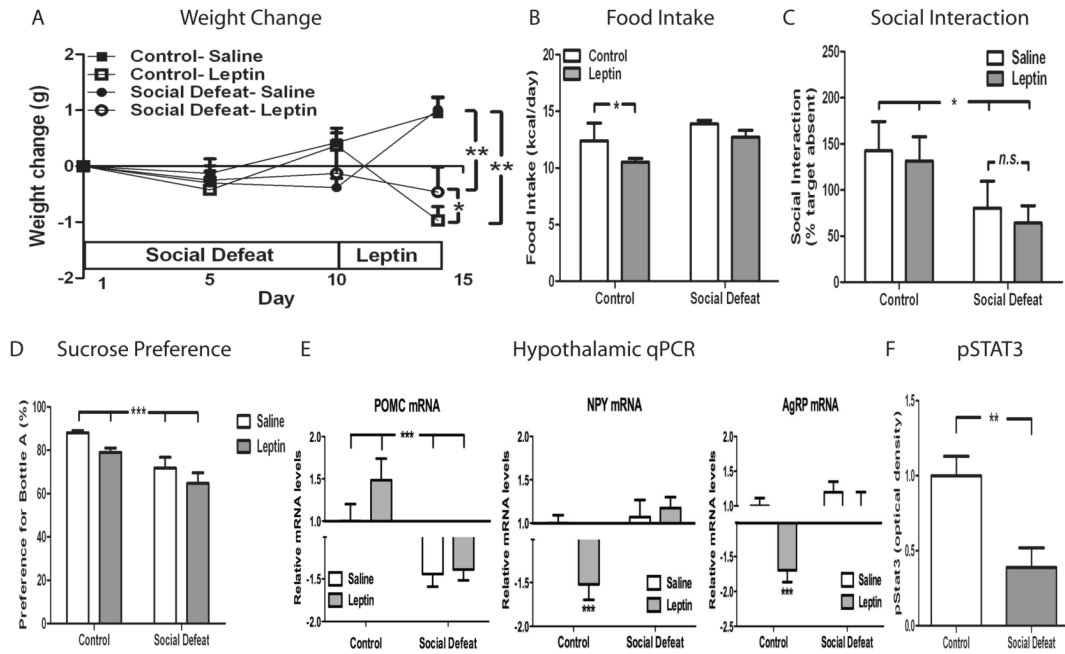 A Weight Change
Weight change (g)
2
1
0
-1
-2
Control- Saline
Control- Leptin
Social Defeat- Saline
Social Defeat- Leptin
**
**
*
Social Defeat
Leptin
1 5 10 15
Day
B Food Intake
Food Intake (kcal/day)
20
15
10
5
0
Control
Leptin
*
Control Social Defeat
C Social Interaction
Social Interaction
(% target absent)
250
200
150
100
50
0
Saline
Leptin
*
n.s.
Control Social Defeat
D Sucrose Preference
Preference for Bottle A (%)
100
80
60
40
20
0
***
Saline
Leptin
Control Social Defeat
E Hypothalamic qPCR
POMC mRNA
Relative mRNA levels
2.0
1.5
1.0
-1.5
-2.0
***
Saline
Leptin
Control Social Defeat
NPY mRNA
Relative mRNA levels
2.0
1.5
1.0
-1.5
-2.0
***
Saline
Leptin
Control Social Defeat
AgRP mRNA
Relative mRNA levels
2.0
1.5
1.0
-1.0
-1.5
-2.0
-2.5
***
Saline
Leptin
Control Social Defeat
F pSTAT3
pStat3 (optical density)
1.5
1.0
0.5
0.0
**
Control Social Defeat